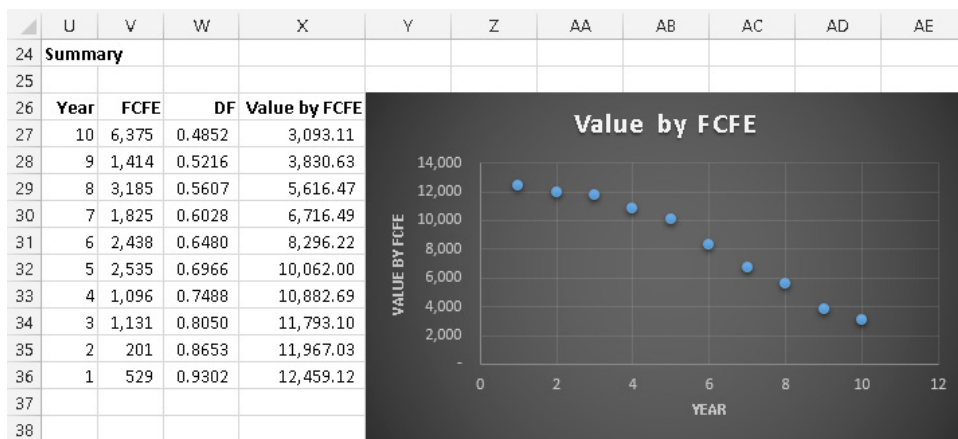 U V W X Y Z AA AB AC AD AE
24 Summary
25
26 Year FCFE DF Value by FCFE
27 10 6,375 0.4852 3,093.11
28 9 1,414 0.5216 3,830.63
29 8 3,185 0.5607 5,616.47
30 7 1,825 0.6028 6,716.49
31 6 2,438 0.6480 8,296.22
32 5 2,535 0.6966 10,062.00
33 4 1,096 0.7488 10,882.69
34 3 1,131 0.8050 11,793.10
35 2 201 0.8653 11,967.03
36 1 529 0.9302 12,459.12
37
38
Value by FCFE
VALUE BY FCFE
14,000
12,000
10,000
8,000
6,000
4,000
2,000
-
0 2 4 6 8 10 12
YEAR